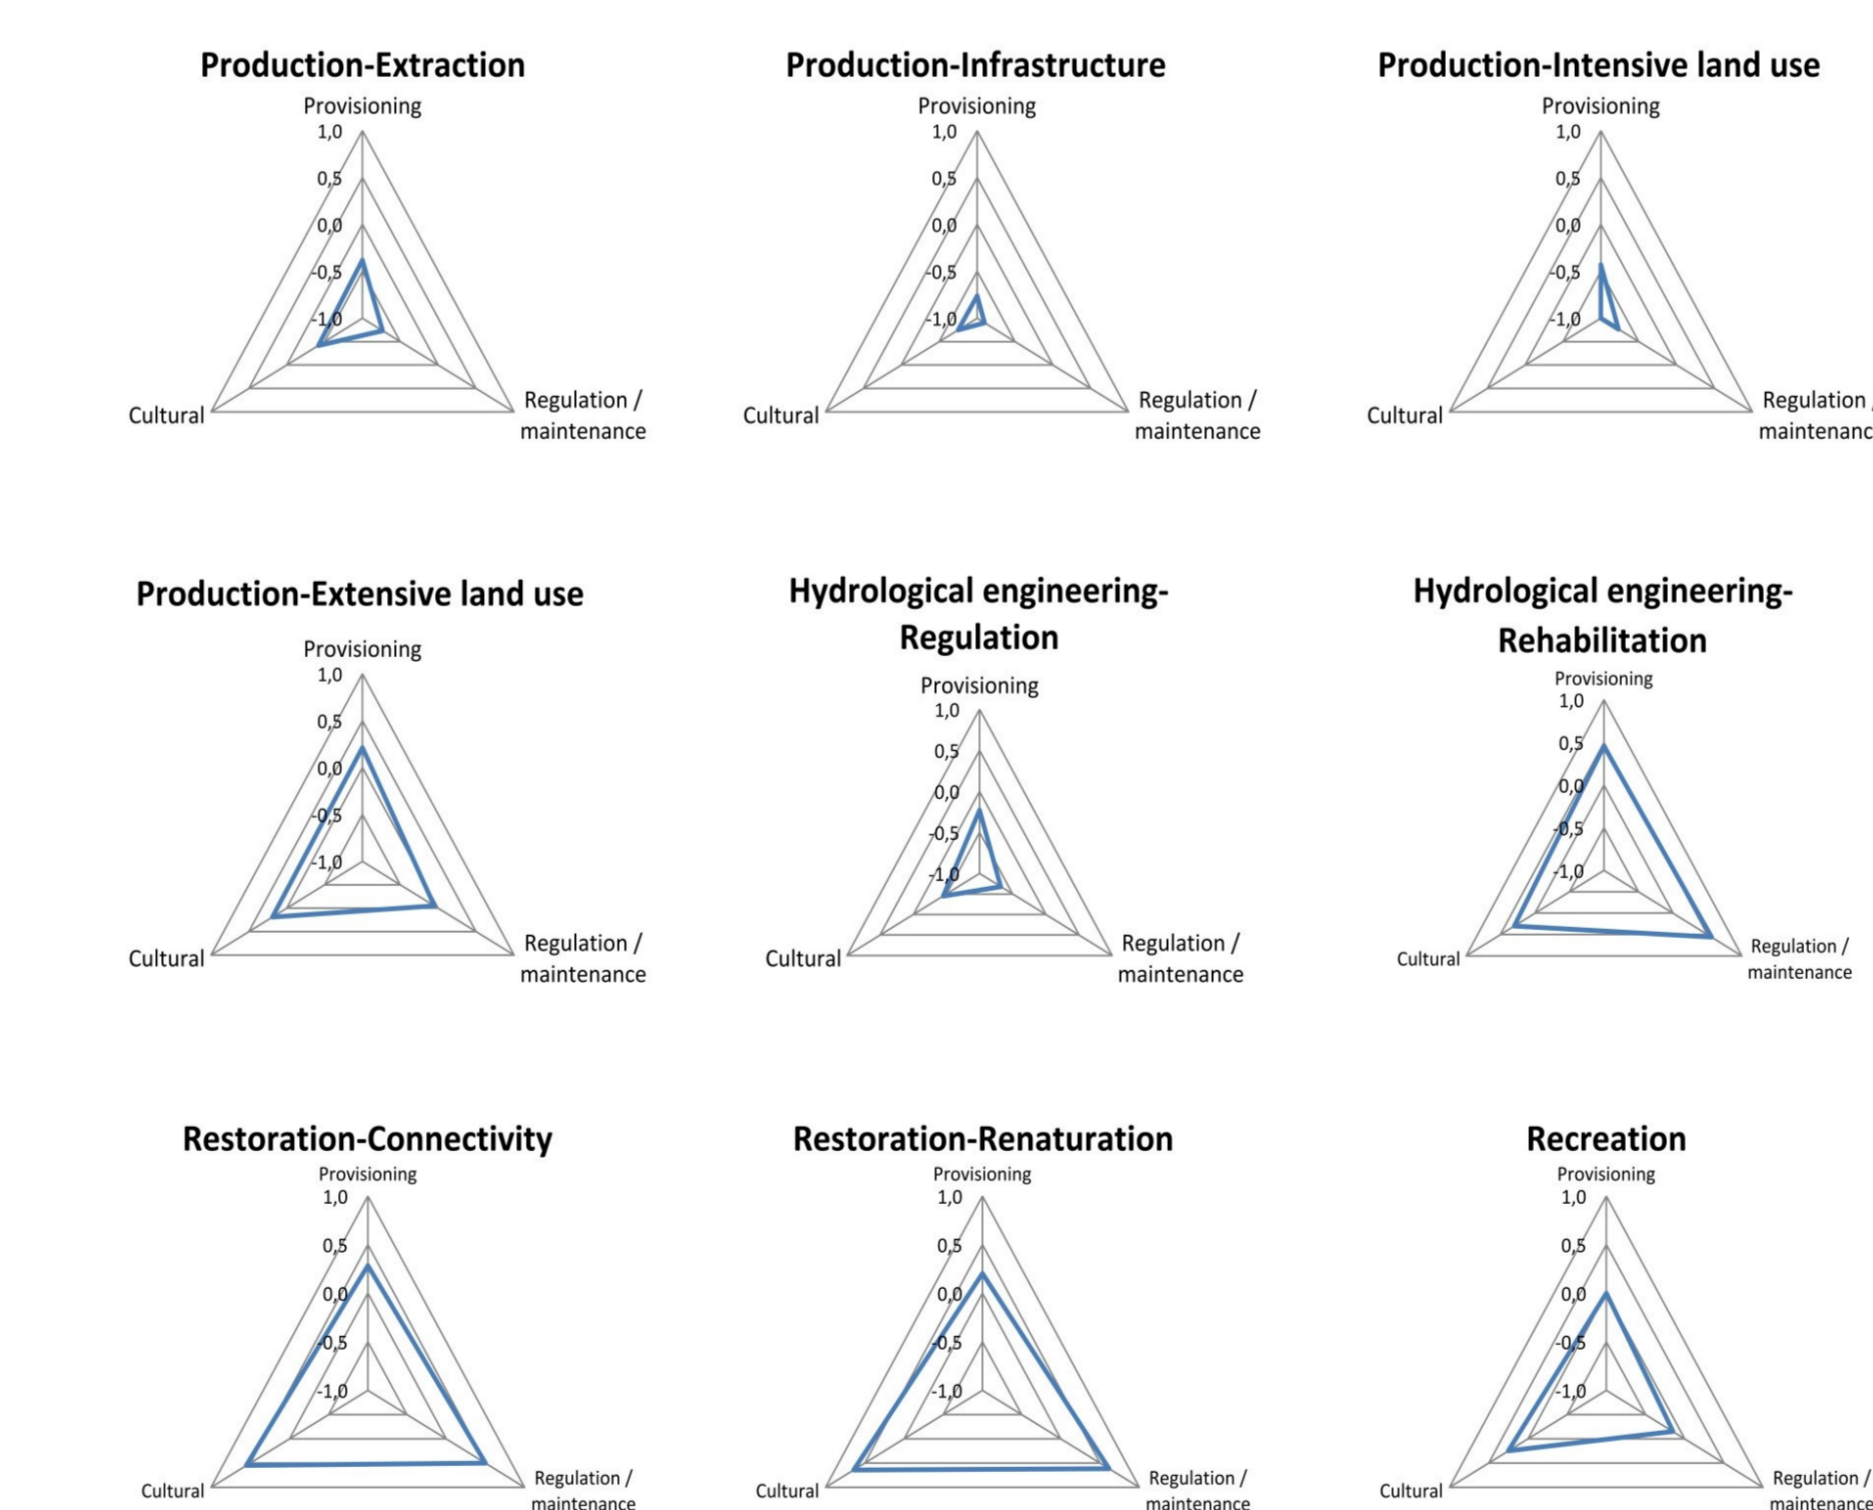 Production-Extraction
Provisioning
1,0
0,5
0,0
-0,5
-1,0
Cultural
Regulation /
maintenance
Production-Infrastructure
Provisioning
1,0
0,5
0,0
-0,5
-1,0
Cultural
Regulation /
maintenance
Production-Intensive land use
Provisioning
1,0
0,5
0,0
-0,5
-1,0
Cultural
Regulation /
maintenanc
Production-Extensive land use
Provisioning
1,0
0,5
0,0
-0,5
-1,0
Cultural
Regulation /
maintenance
Hydrological engineering-
Regulation
Provisioning
1,0
0,5
0,0
-0,5
-1,0
Cultural
Regulation /
maintenance
Hydrological engineering-
Rehabilitation
Provisioning
1,0
0,5
0,0
-0,5
-1,0
Cultural
Regulation /
maintenance
Restoration-Connectivity
Provisioning
1,0
0,5
0,0
-0,5
-1,0
Cultural
Regulation /
maintenance
Restoration-Renaturation
Provisioning
1,0
0,5
0,0
-0,5
-1,0
Cultural
Regulation /
maintenance
Recreation
Provisioning
1,0
0,5
0,0
-0,5
-1,0
Cultural
Regulation /
maintenance